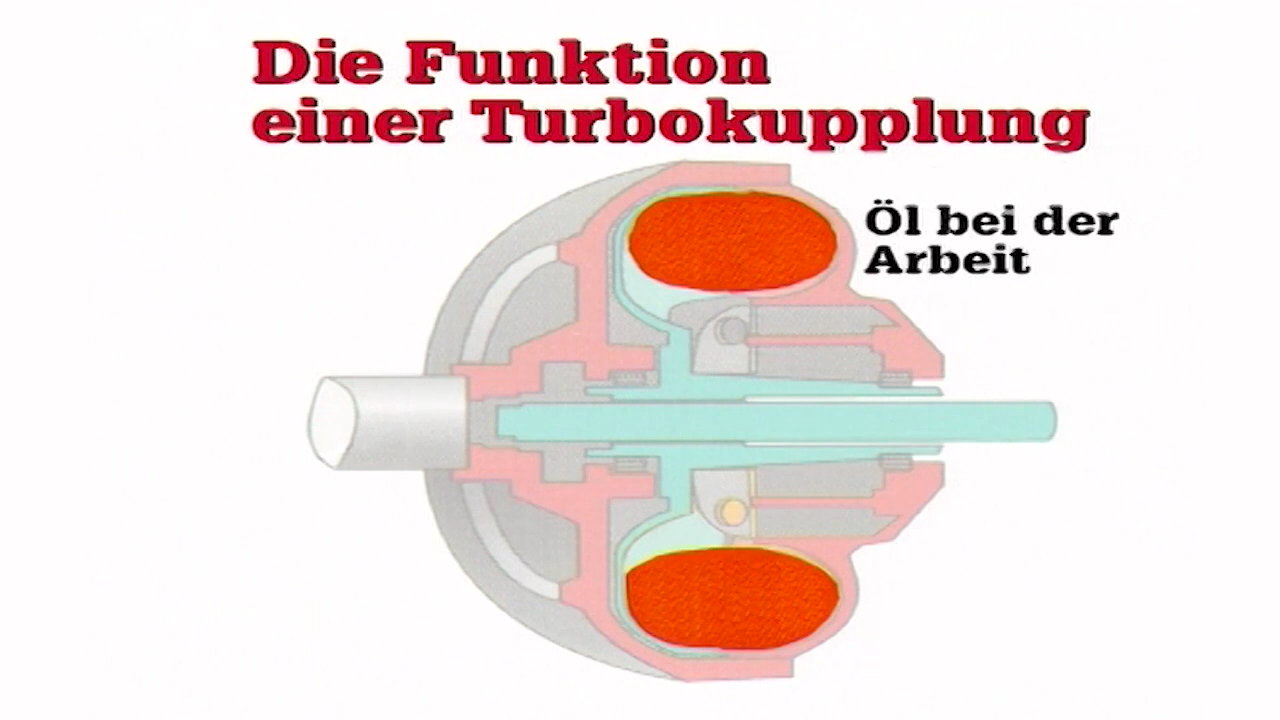 Die Funktion
einer Turbokupplung
Öl bei der
Arbeit